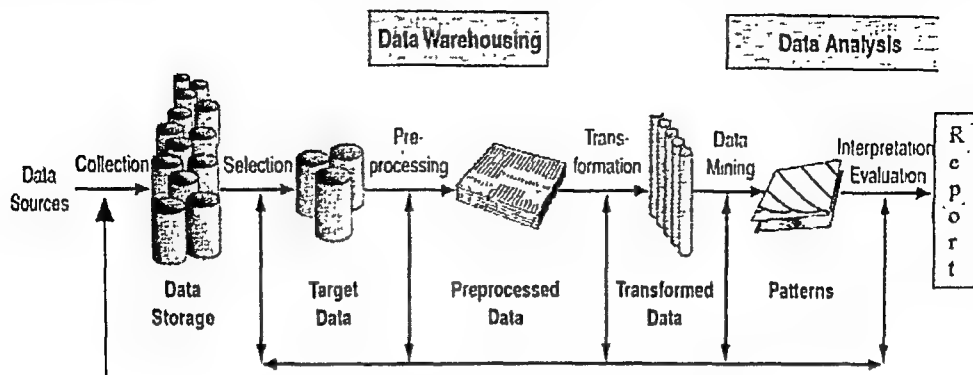 Data Warehousing
Data Analysis
Data
Sources
Collection
Selection
Pre-
processing
Trans-
formation
Data
Mining
Interpretation
Evaluation
R
e
p
o
r
t
Data
Storage
Target
Data
Preprocessed
Data
Transformed
Data
Patterns